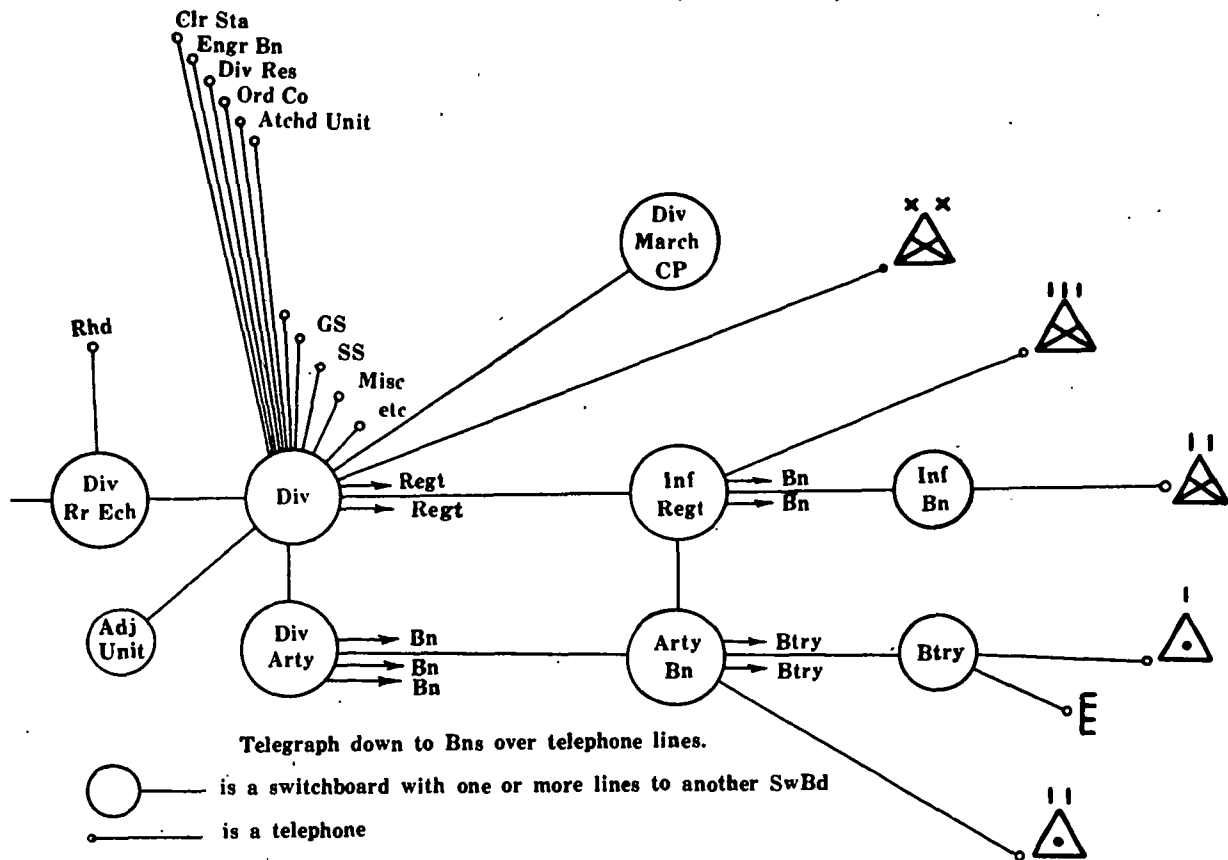 Clr Sta
Engr Bn
Div Res
Ord Co
Atchd Unit
Div
March
CP
Rhd
GS
SS
Misc
etc
Div
Rr Ech
Div
Regt
Regt
Inf
Regt
Bn
Bn
Inf
Bn
Adj
Unit
Div
Arty
Bn
Bn
Bn
Arty
Bn
Btry
Btry
Btry
Telegraph down to Bns over telephone lines.
is a switchboard with one or more lines to another SwBd
is a telephone